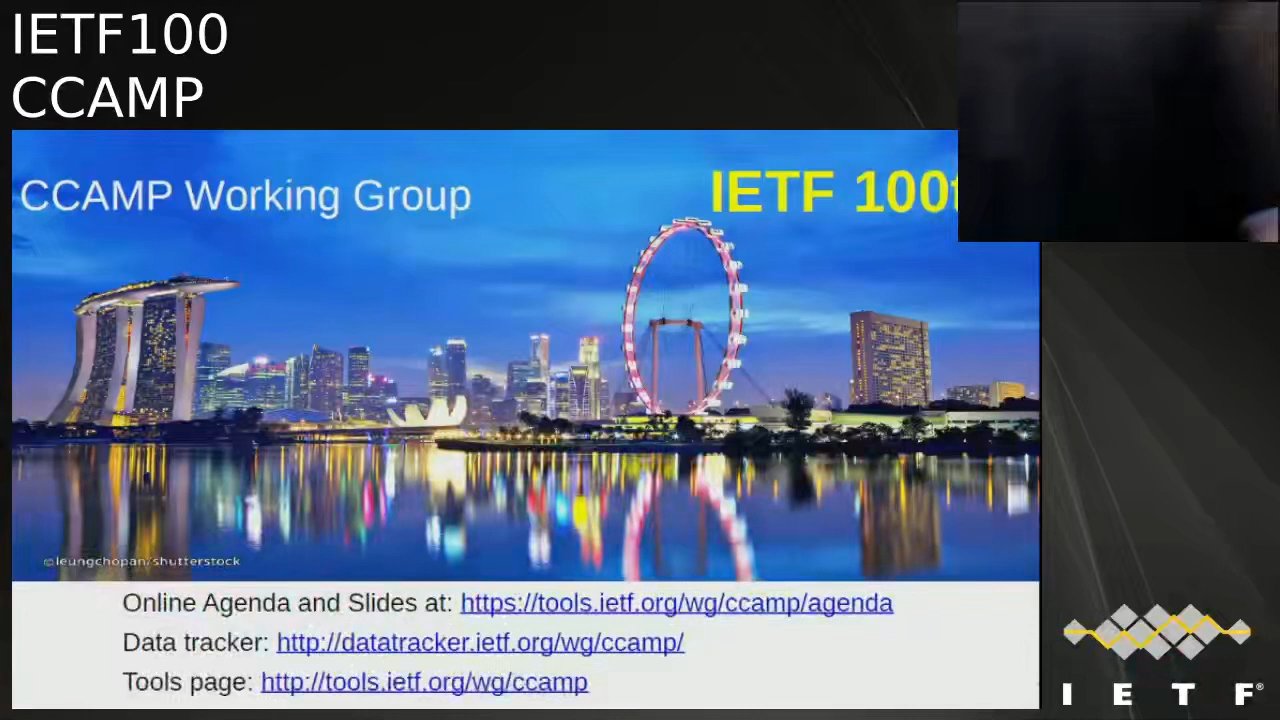 IETF100
CCAMP
CCAMP Working Group
IETF 100t
©leungchopan/shutterstock
Online Agenda and Slides at: https://tools.ietf.org/wg/ccamp/agenda
Data tracker: http://datatracker.ietf.org/wg/ccamp/
Tools page: http://tools.ietf.org/wg/ccamp
I E T F®